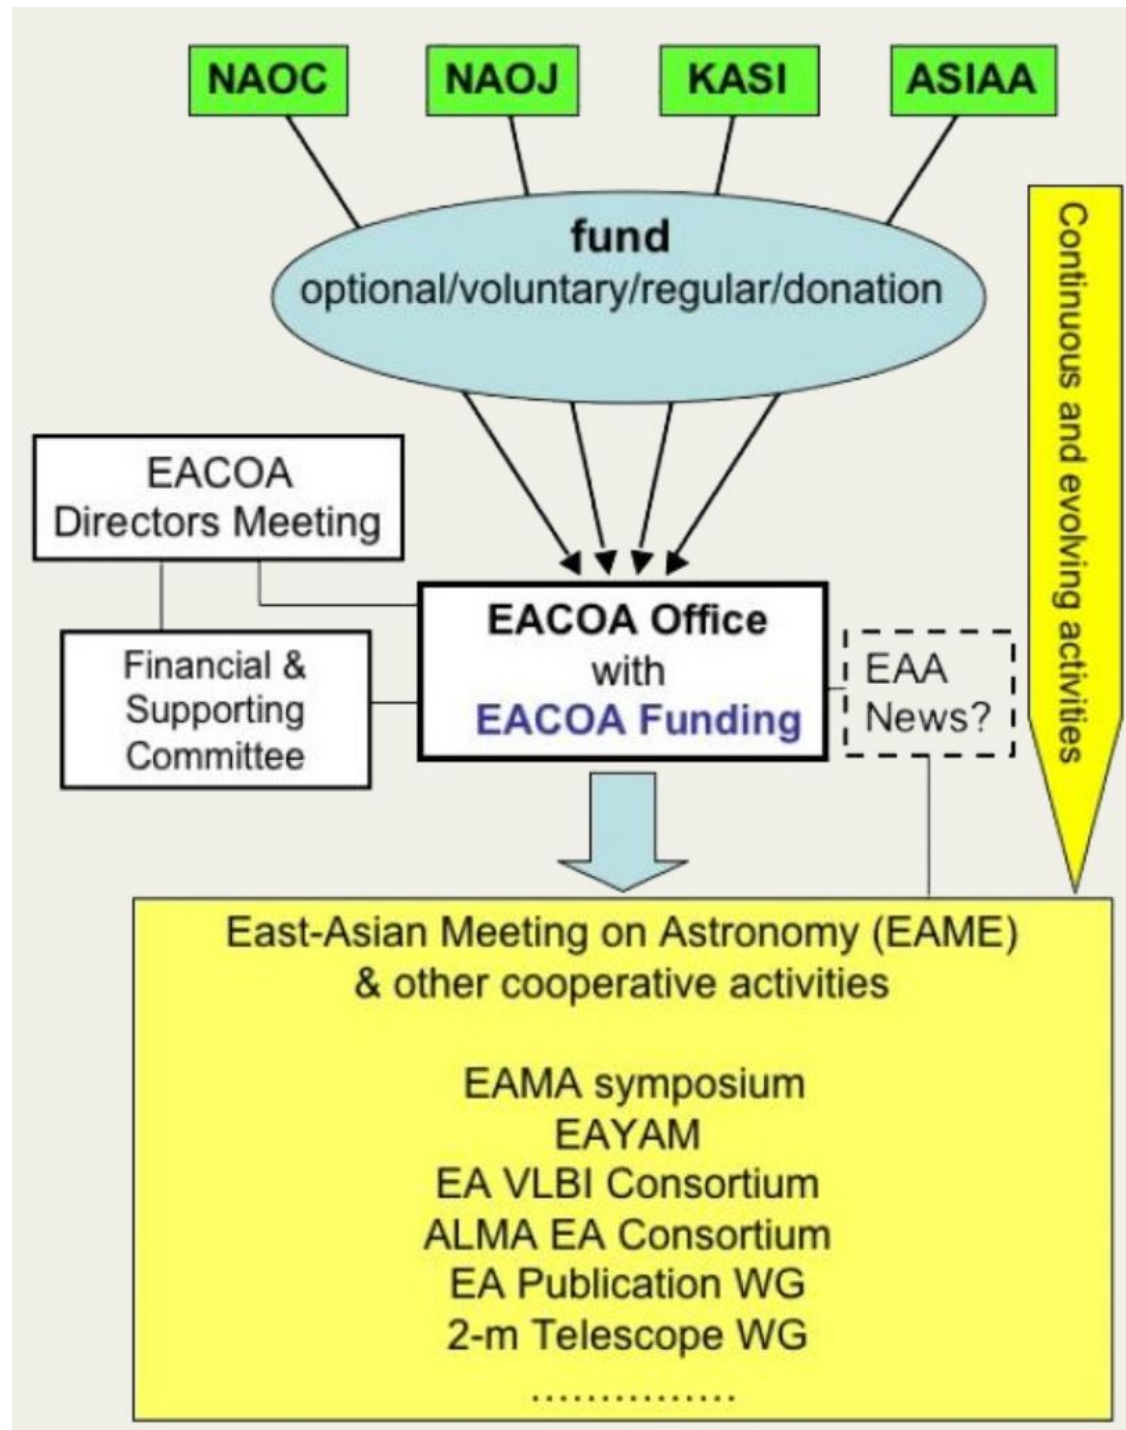 NAOC
NAOJ
KASI
ASIAA
fund
optional/voluntary/regular/donation
Continuous and evolving activities
EACOA
Directors Meeting
Financial &
Supporting
Committee
EACOA Office
with
EACOA Funding
EAA
News?
East-Asian Meeting on Astronomy (EAME)
& other cooperative activities
EAMA symposium
EAYAM
EA VLBI Consortium
ALMA EA Consortium
EA Publication WG
2-m Telescope WG
................